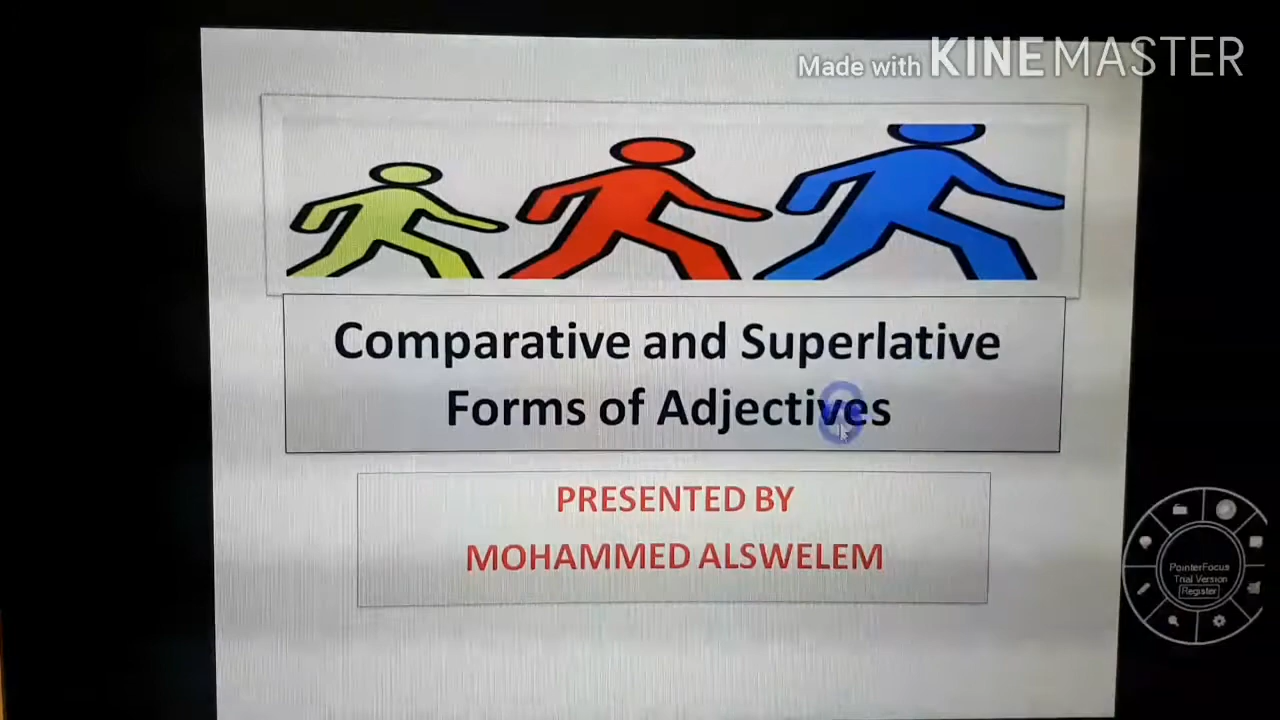 Made with KINEMASTER
Comparative and Superlative
Forms of Adjectives
PRESENTED BY
MOHAMMED ALSWELEM
PointerFocus
Trial Version
Register